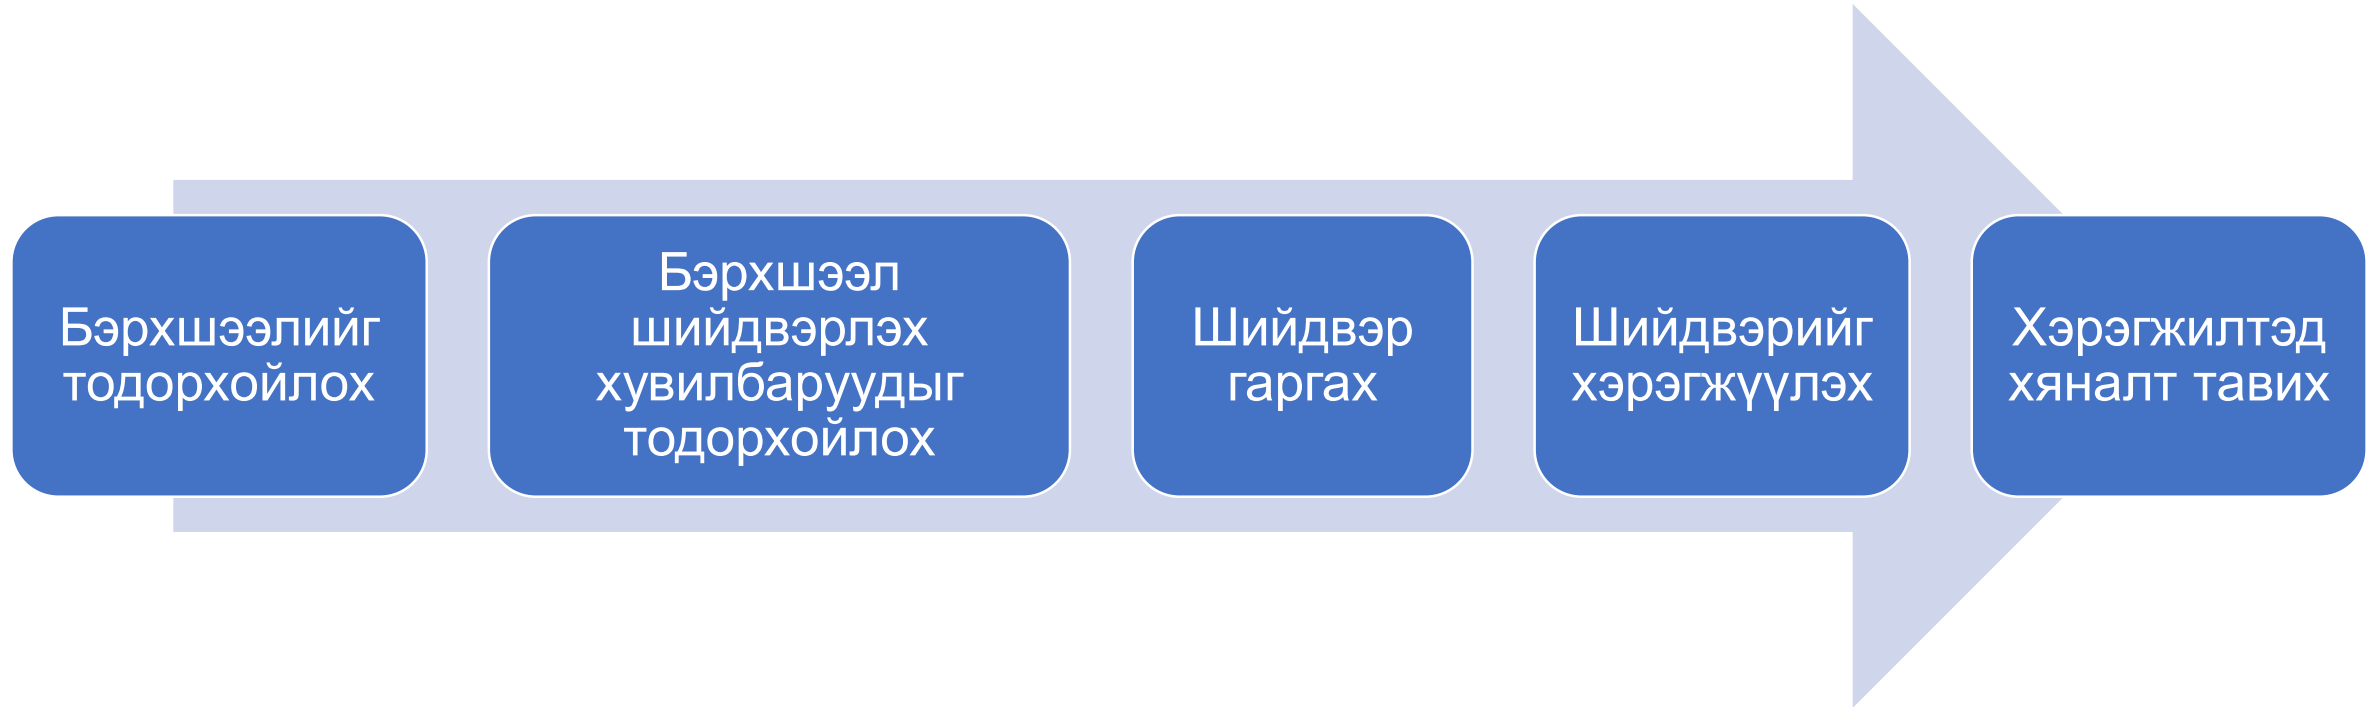 Бэрхшээлийг
тодорхойлох
Бэрхшээл
шийдвэрлэх
хувилбаруудыг
тодорхойлох
Шийдвэр
гаргах
Шийдвэрийг
хэрэгжүүлэх
Хэрэгжилтэд
хяналт тавих